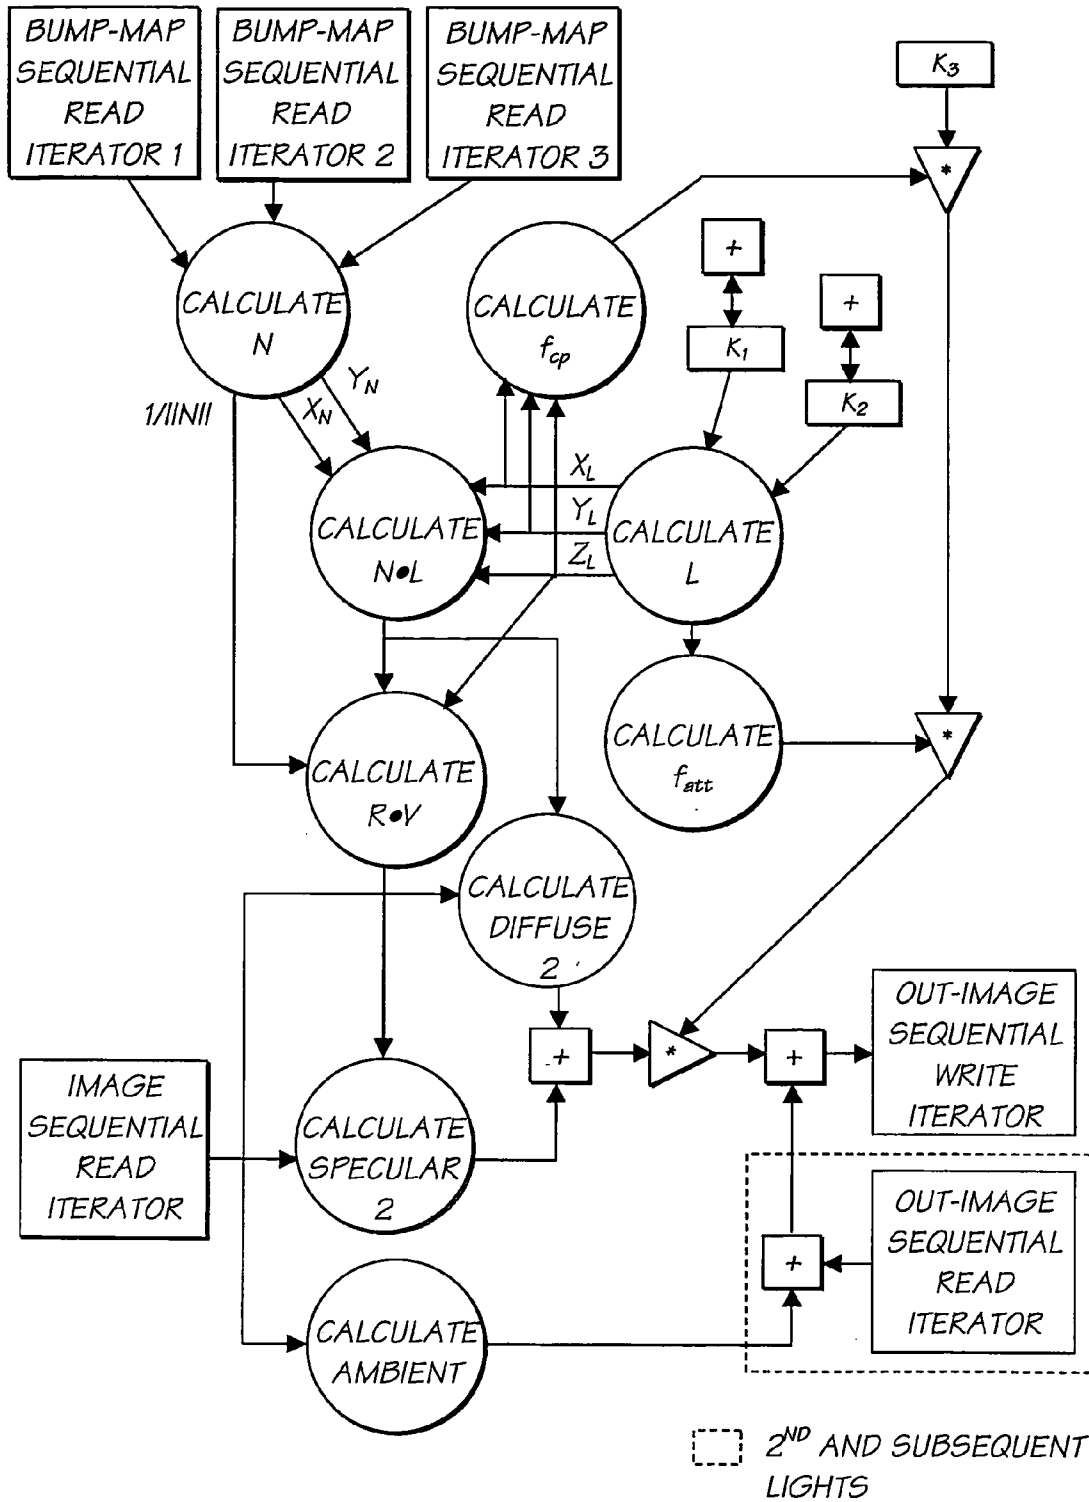 BUMP-MAP
SEQUENTIAL
READ
ITERATOR 1
BUMP-MAP
SEQUENTIAL
READ
ITERATOR 2
BUMP-MAP
SEQUENTIAL
READ
ITERATOR 3
K3
*
CALCULATE
N
CALCULATE
fcp
+
K1
+
K2
1/||N||
XN
YN
CALCULATE
N•L
XL
YL
ZL
CALCULATE
L
CALCULATE
R•V
CALCULATE
fatt
*
CALCULATE
DIFFUSE
2
IMAGE
SEQUENTIAL
READ
ITERATOR
CALCULATE
SPECULAR
2
+
*
+
OUT-IMAGE
SEQUENTIAL
WRITE
ITERATOR
CALCULATE
AMBIENT
+
OUT-IMAGE
SEQUENTIAL
READ
ITERATOR
2ND AND SUBSEQUENT
LIGHTS